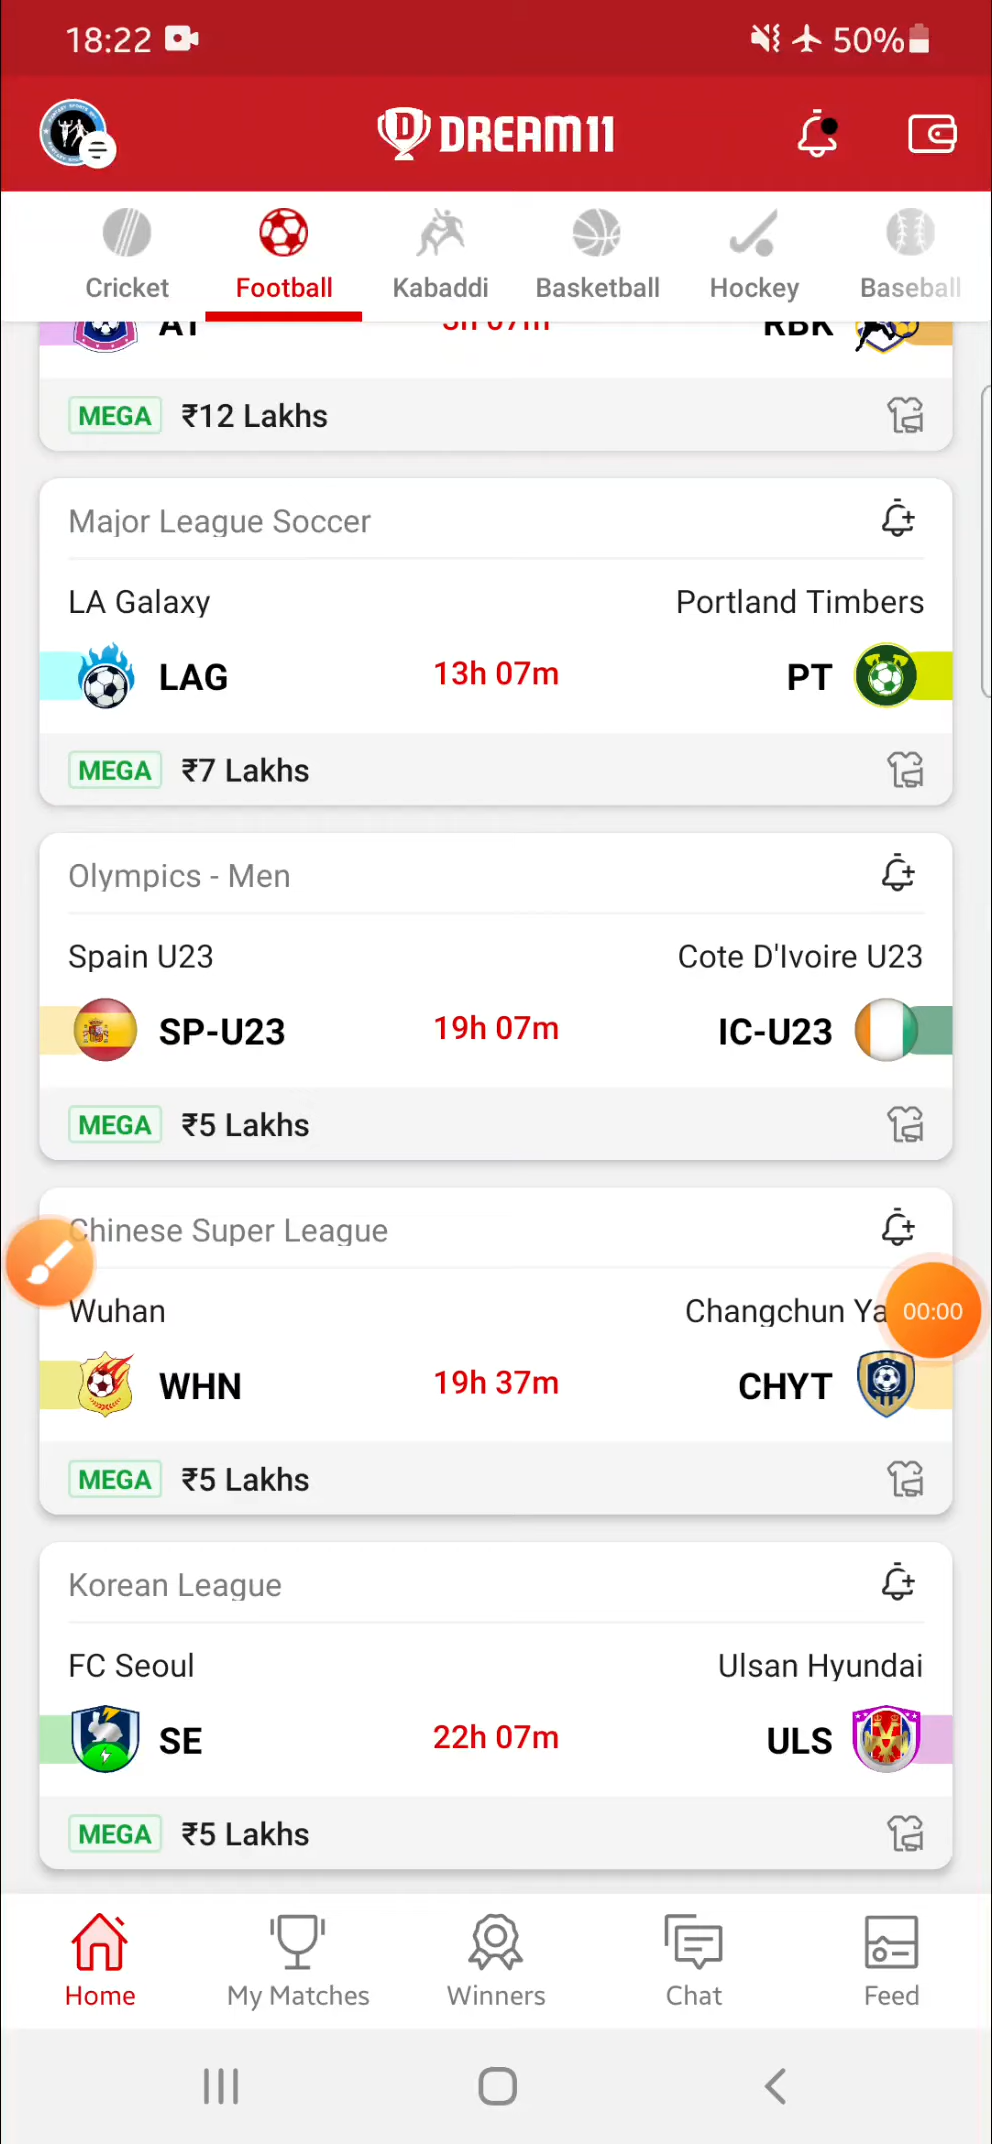 18:22 50%
DREAM11
Cricket Football Kabaddi Basketball Hockey Baseball
AT 3h 07m RBK
MEGA ₹12 Lakhs
Major League Soccer
LA Galaxy Portland Timbers
LAG 13h 07m PT
MEGA ₹7 Lakhs
Olympics - Men
Spain U23 Cote D'Ivoire U23
SP-U23 19h 07m IC-U23
MEGA ₹5 Lakhs
Chinese Super League
Wuhan Changchun Ya 00:00
WHN 19h 37m CHYT
MEGA ₹5 Lakhs
Korean League
FC Seoul Ulsan Hyundai
SE 22h 07m ULS
MEGA ₹5 Lakhs
Home My Matches Winners Chat Feed